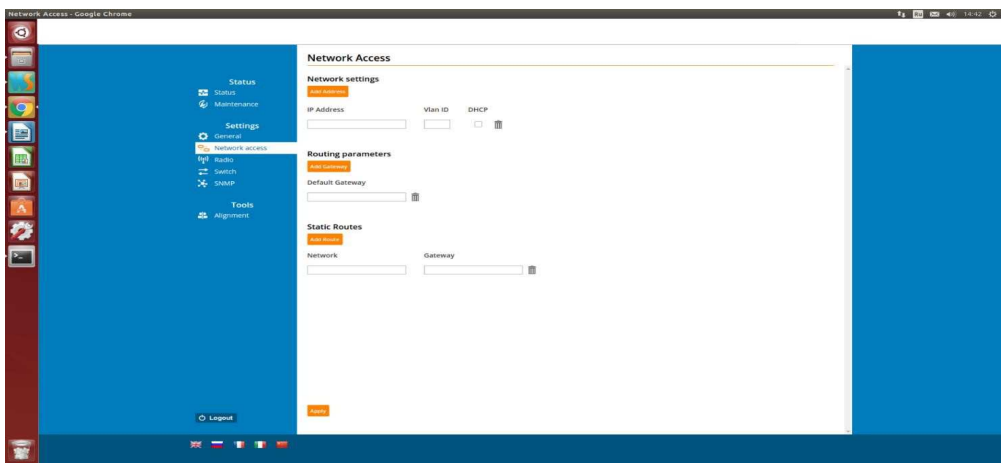 Network Access - Google Chrome
Ru
14:42
Network Access
Status
Status
Maintenance
Settings
General
Network access
Radio
Switch
SNMP
Tools
Alignment
Logout
Network settings
Add Address
IP Address Vlan ID DHCP
Routing parameters
Add Gateway
Default Gateway
Static Routes
Add Route
Network Gateway
Apply